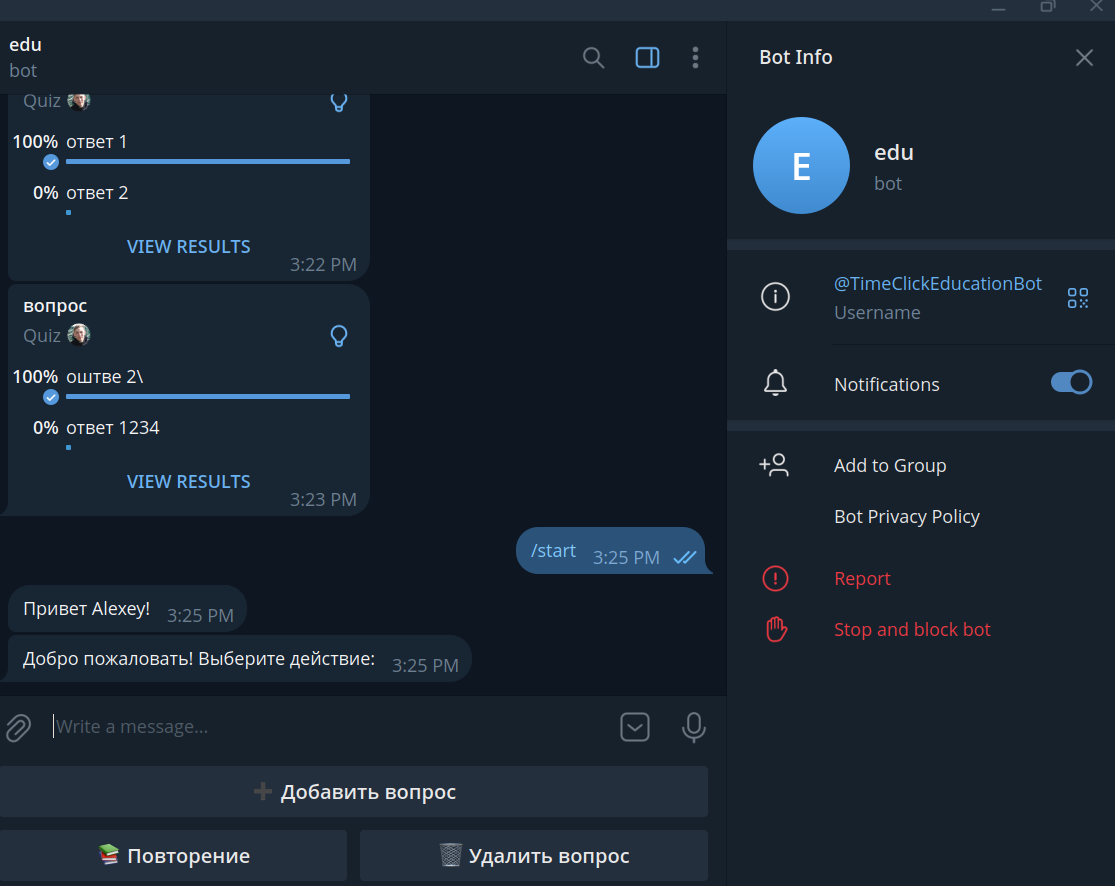 edu
bot
Quiz
100% ответ 1
0% ответ 2
VIEW RESULTS
3:22 PM
вопрос
Quiz
100% оштве 2\
0% ответ 1234
VIEW RESULTS
3:23 PM
/start 3:25 PM
Привет Alexey! 3:25 PM
Добро пожаловать! Выберите действие: 3:25 PM
Write a message...
Добавить вопрос
Повторение
Удалить вопрос
Bot Info
E
edu
bot
@TimeClickEducationBot
Username
Notifications
Add to Group
Bot Privacy Policy
Report
Stop and block bot